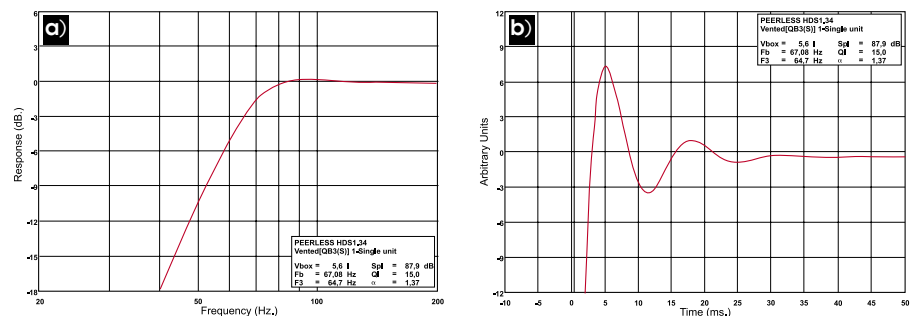 a)
6
3
0
-3
-6
-9
-12
-15
-18
Response (dB.)
PEERLESS HDS1,34
Vented[QB3(S)] 1-Single unit
Vbox = 5,6 l Spl = 87,9 dB
Fb = 67,08 Hz Ql = 15,0
F3 = 64,7 Hz α = 1,37
20 50 100 200
Frequency (Hz.)
b)
12
9
6
3
0
-3
-6
-9
-12
Arbitrary Units
PEERLESS HDS1,34
Vented[QB3(S)] 1-Single unit
Vbox = 5,6 l Spl = 87,9 dB
Fb = 67,08 Hz Ql = 15,0
F3 = 64,7 Hz α = 1,37
-10 -5 0 5 10 15 20 25 30 35 40 45 50
Time (ms.)